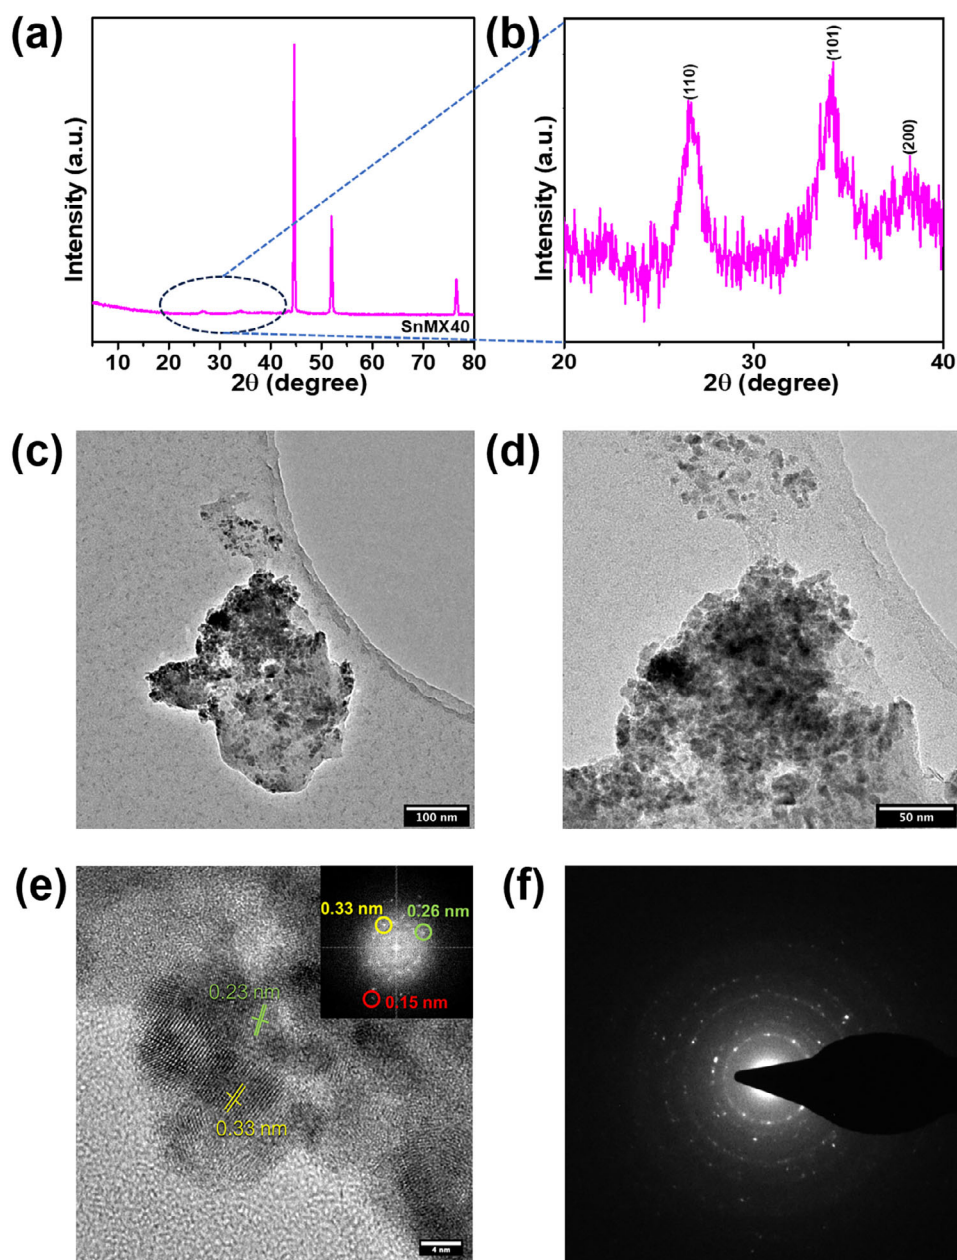 (a)
Intensity (a.u.)
SnMX40
10 20 30 40 50 60 70 80
2θ (degree)
(b)
Intensity (a.u.)
(110)
(101)
(200)
20 30 40
2θ (degree)
(c)
100 nm
(d)
50 nm
(e)
0.33 nm
0.26 nm
0.15 nm
0.23 nm
0.33 nm
4 nm
(f)